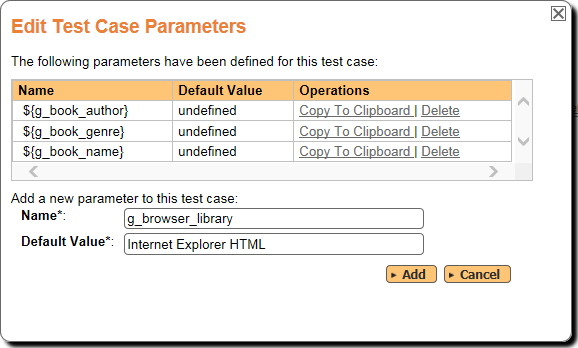 Edit Test Case Parameters
The following parameters have been defined for this test case:
Name Default Value Operations
${g_book_author} undefined Copy To Clipboard | Delete
${g_book_genre} undefined Copy To Clipboard | Delete
${g_book_name} undefined Copy To Clipboard | Delete
Add a new parameter to this test case:
Name*: g_browser_library
Default Value*: Internet Explorer HTML
Add Cancel